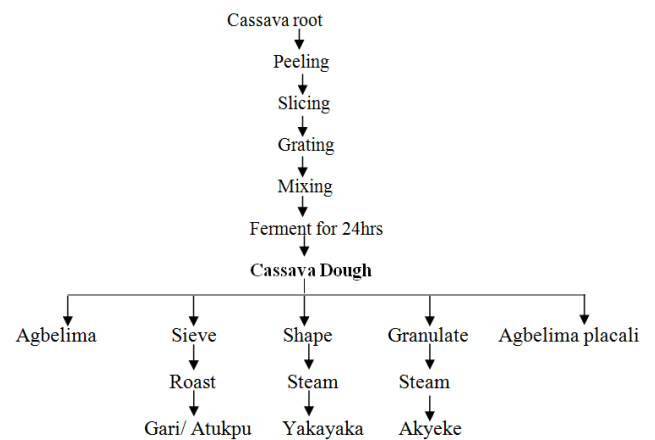 Cassava root
Peeling
Slicing
Grating
Mixing
Ferment for 24hrs
Cassava Dough
Agbelima Sieve Shape Granulate Agbelima placali
Roast Steam Steam
Gari/ Atukpu Yakayaka Akyeke